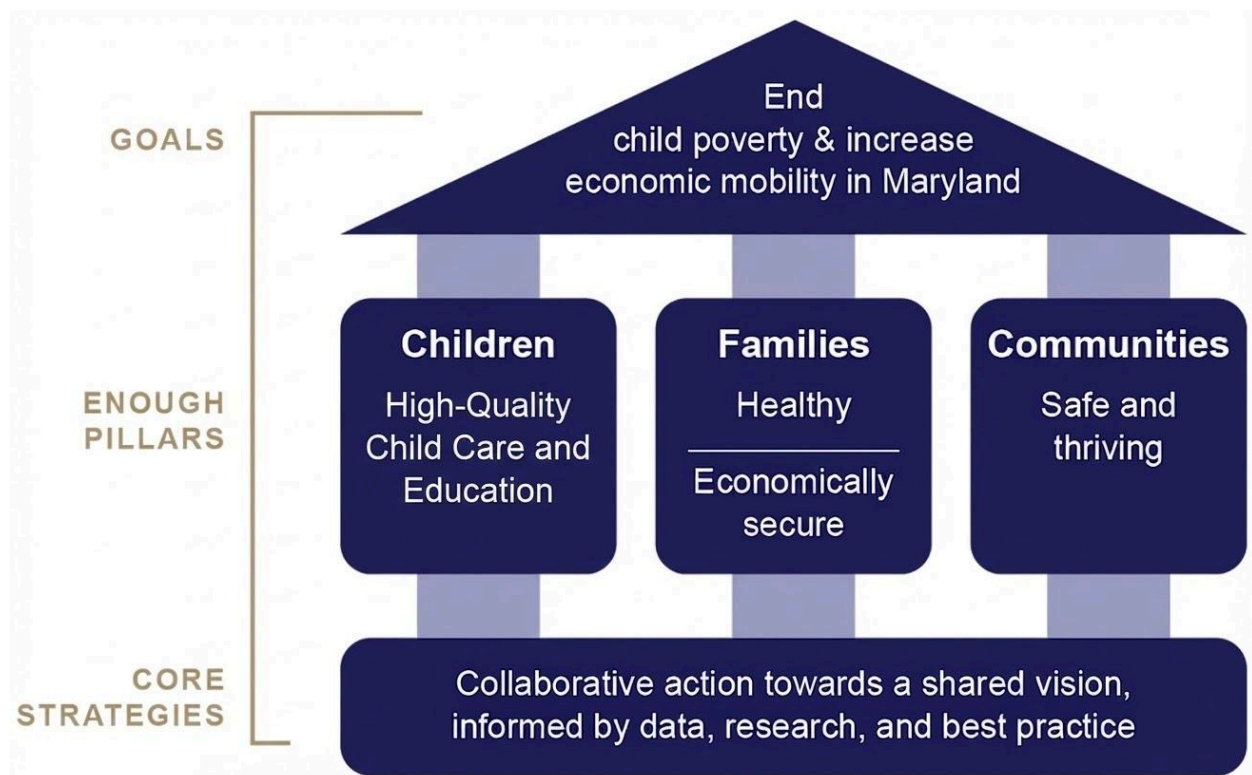 GOALS
End
child poverty & increase
economic mobility in Maryland
ENOUGH
PILLARS
Children
High-Quality
Child Care and
Education
Families
Healthy
Economically
secure
Communities
Safe and
thriving
CORE
STRATEGIES
Collaborative action towards a shared vision,
informed by data, research, and best practice